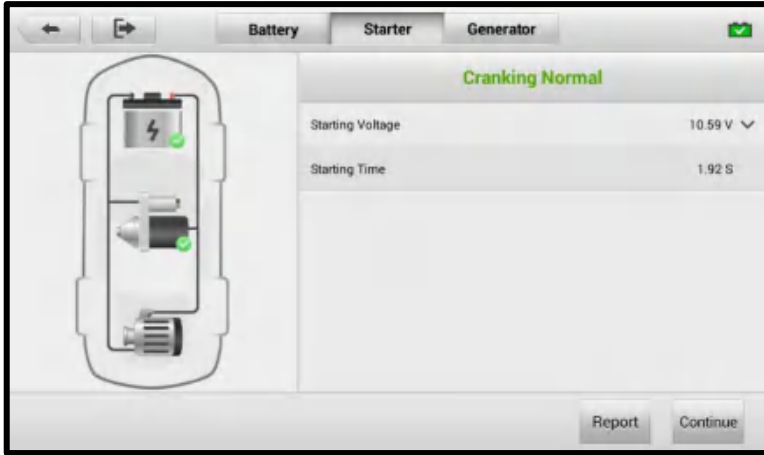 Battery Starter Generator
Cranking Normal
Starting Voltage 10.59 V
Starting Time 1.92 S
Report Continue